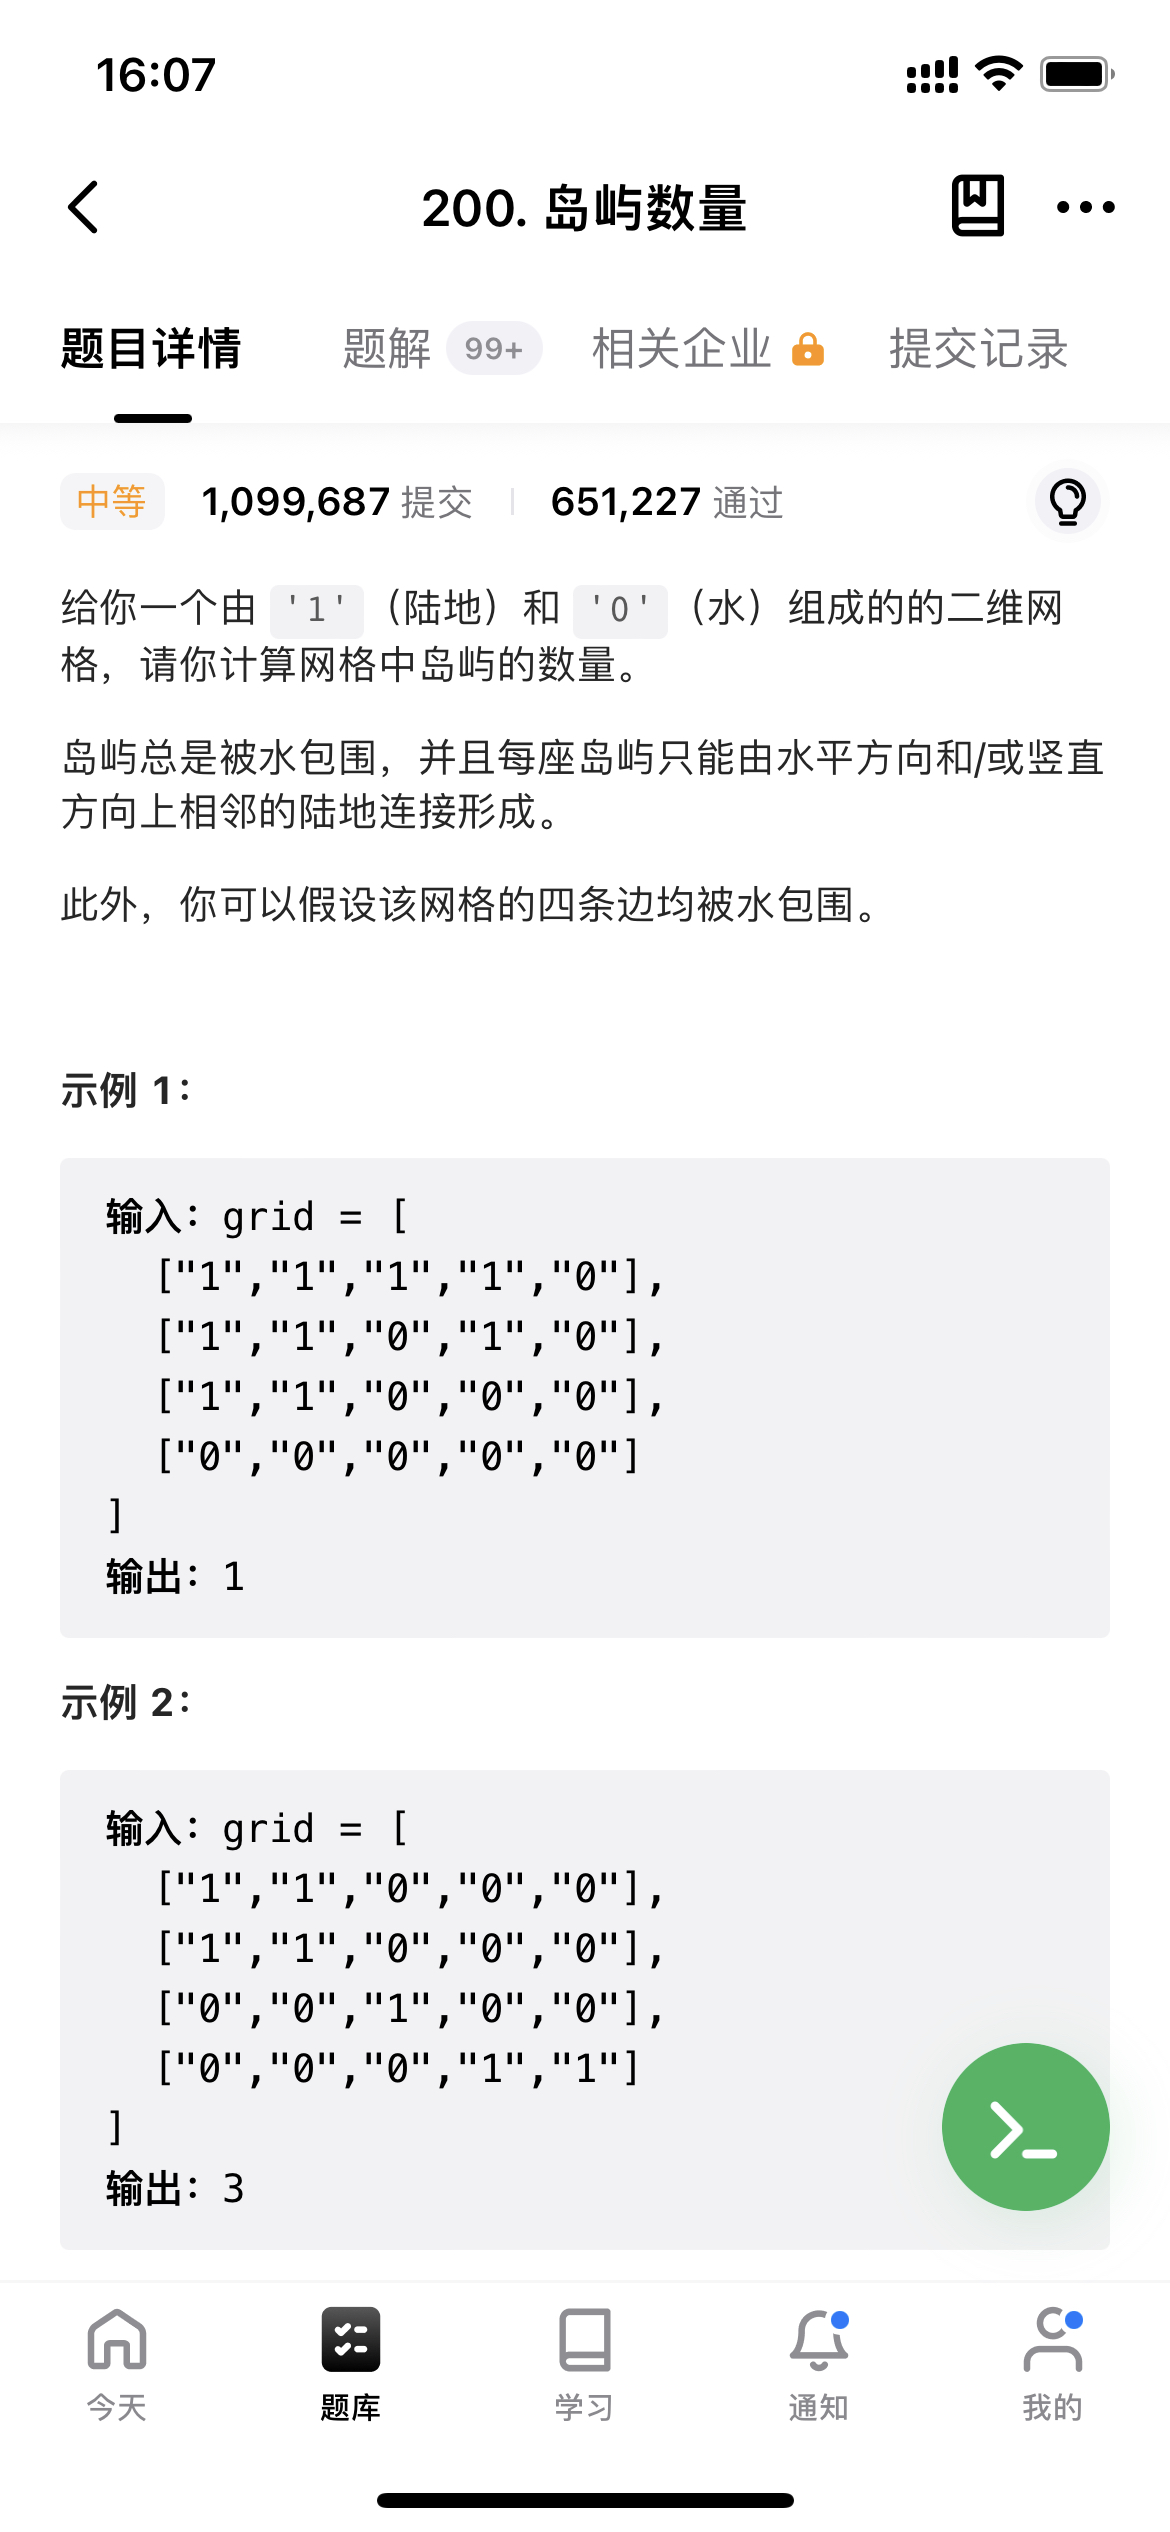 16:07
200. 岛屿数量
题目详情 题解 99+ 相关企业 提交记录
中等 1,099,687 提交 651,227 通过
给你一个由 '1'（陆地）和 '0'（水）组成的的二维网
格，请你计算网格中岛屿的数量。
岛屿总是被水包围，并且每座岛屿只能由水平方向和/或竖直
方向上相邻的陆地连接形成。
此外，你可以假设该网格的四条边均被水包围。
示例 1：
输入：grid = [
["1","1","1","1","0"],
["1","1","0","1","0"],
["1","1","0","0","0"],
["0","0","0","0","0"]
]
输出：1
示例 2：
输入：grid = [
["1","1","0","0","0"],
["1","1","0","0","0"],
["0","0","1","0","0"],
["0","0","0","1","1"]
]
输出：3
今天 题库 学习 通知 我的